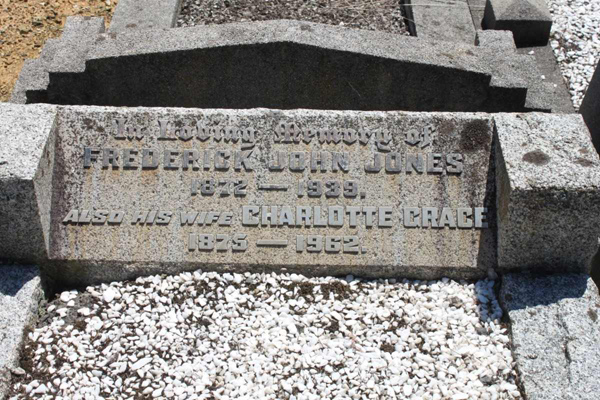 In Loving Memory of
FREDERICK JOHN JONES
1872 — 1939.
ALSO HIS WIFE CHARLOTTE GRACE
1875 — 1962.